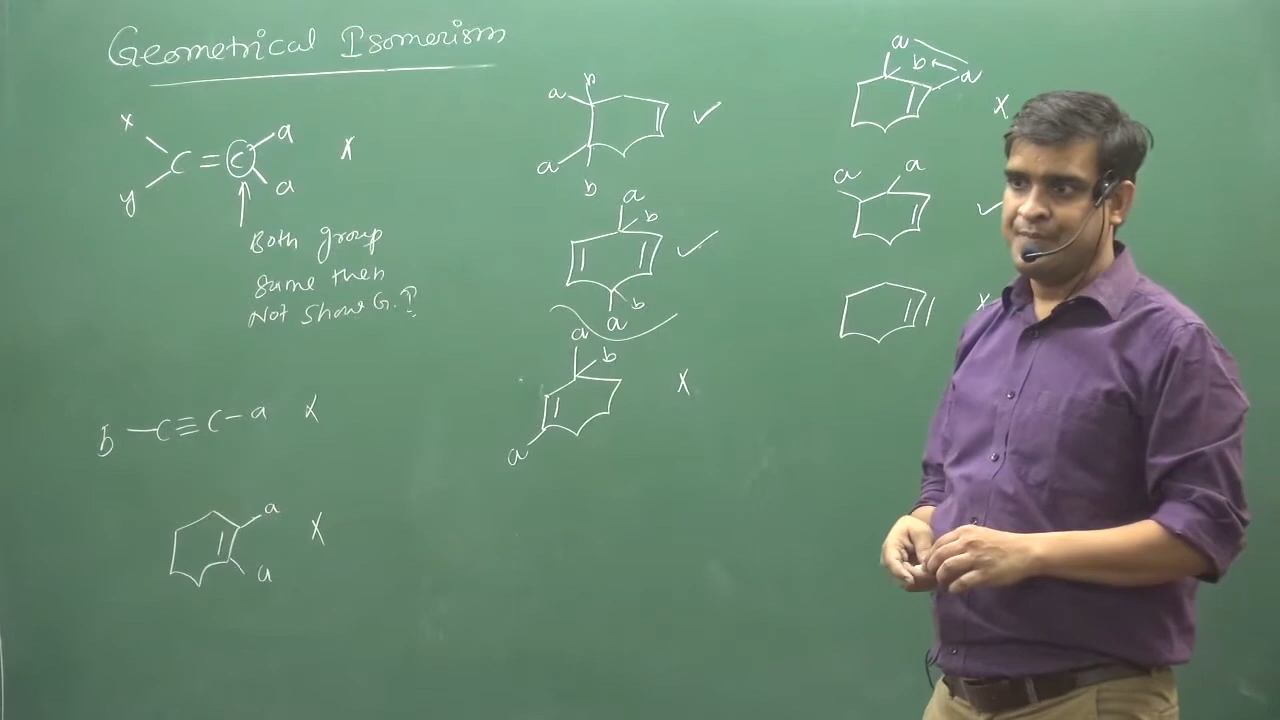 Geometrical Isomerism
x
y
C = C
a
a
X
Both group
same then
Not Show G.I
b – C ≡ C – a X
a
a
X
a b
a
b
✓
a
b
b
a
✓
a
b
a
X
a
b
a
X
a a
✓
X